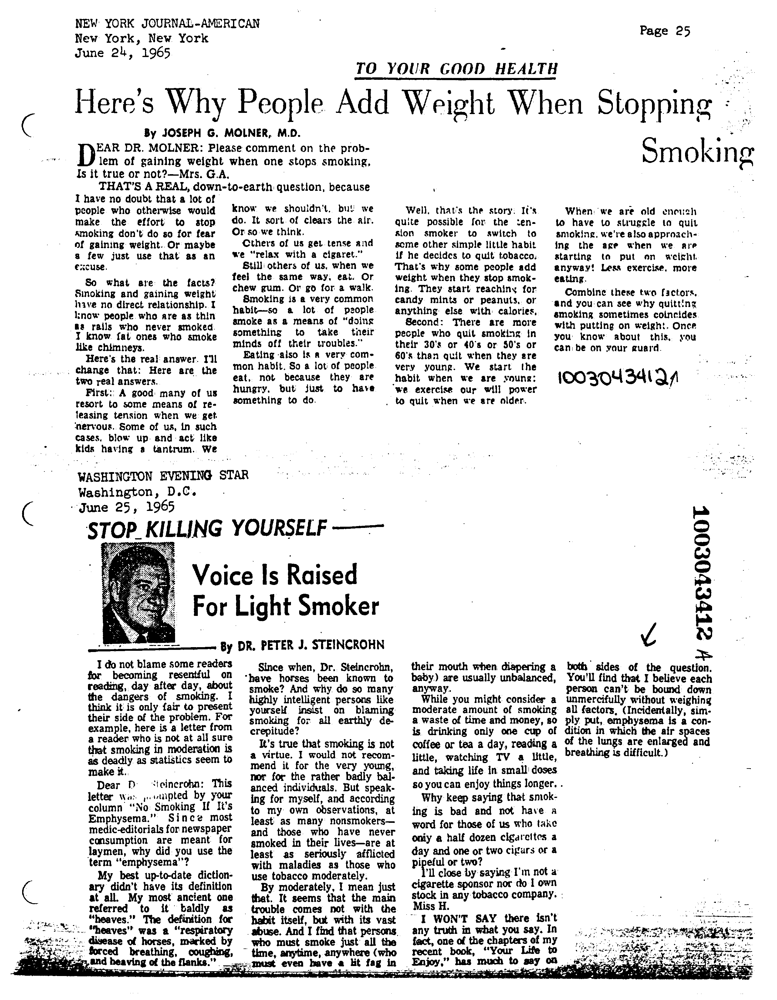 NEW YORK JOURNAL-AMERICAN
New York, New York
June 24, 1965
Page 25
TO YOUR GOOD HEALTH
Here's Why People Add Weight When Stopping
Smoking
By JOSEPH G. MOLNER, M.D.
DEAR DR. MOLNER: Please comment on the prob-
lem of gaining weight when one stops smoking.
Is it true or not?—Mrs. G.A.
THAT'S A REAL, down-to-earth question, because
I have no doubt that a lot of
people who otherwise would
make the effort to stop
smoking don't do so for fear
of gaining weight. Or maybe
a few just use that as an
excuse.
So what are the facts?
Smoking and gaining weight
have no direct relationship. I
know people who are as thin
as rails who never smoked.
I know fat ones who smoke
like chimneys.
Here's the real answer. I'll
change that: Here are the
two real answers.
First: A good many of us
resort to some means of re-
leasing tension when we get
nervous. Some of us, in such
cases, blow up and act like
kids having a tantrum. We
know we shouldn't, but we
do. It sort of clears the air.
Or so we think.
Others of us get tense and
we "relax with a cigaret."
Still others of us, when we
feel the same way, eat. Or
chew gum. Or go for a walk.
Smoking is a very common
habit—so a lot of people
smoke as a means of "doing
something to take their
minds off their troubles."
Eating also is a very com-
mon habit. So a lot of people
eat, not because they are
hungry, but just to have
something to do.
Well, that's the story. It's
quite possible for the ten-
sion smoker to switch to
some other simple little habit
if he decides to quit tobacco.
That's why some people add
weight when they stop smok-
ing. They start reaching for
candy mints or peanuts, or
anything else with calories.
Second: There are more
people who quit smoking in
their 30's or 40's or 50's or
60's than quit when they are
very young. We start the
habit when we are young;
we exercise our will power
to quit when we are older.
When we are old enough
to have to struggle to quit
smoking, we're also approach-
ing the age when we are
starting to put on weight
anyway! Less exercise, more
eating.
Combine these two factors,
and you can see why quitting
smoking sometimes coincides
with putting on weight. Once
you know about this, you
can be on your guard.
1003043412A
WASHINGTON EVENING STAR
Washington, D.C.
June 25, 1965
STOP KILLING YOURSELF
Voice Is Raised
For Light Smoker
By DR. PETER J. STEINCROHN
I do not blame some readers
for becoming resentful on
reading, day after day, about
the dangers of smoking. I
think it is only fair to present
their side of the problem. For
example, here is a letter from
a reader who is not at all sure
that smoking in moderation is
as deadly as statistics seem to
make it.
Dear D Steincrohn: This
letter was prompted by your
column "No Smoking If It's
Emphysema." Since most
medic-editorials for newspaper
consumption are meant for
laymen, why did you use the
term "emphysema"?
My best up-to-date diction-
ary didn't have its definition
at all. My most ancient one
referred to it baldly as
"heaves." The definition for
"heaves" was a "respiratory
disease of horses, marked by
forced breathing, coughing,
and heaving of the flanks."
Since when, Dr. Steincrohn,
have horses been known to
smoke? And why do so many
highly intelligent persons like
yourself insist on blaming
smoking for all earthly de-
crepitude?
It's true that smoking is not
a virtue. I would not recom-
mend it for the very young,
nor for the rather badly bal-
anced individuals. But speak-
ing for myself, and according
to my own observations, at
least as many nonsmokers—
and those who have never
smoked in their lives—are at
least as seriously afflicted
with maladies as those who
use tobacco moderately.
By moderately, I mean just
that. It seems that the main
trouble comes not with the
habit itself, but with its vast
abuse. And I find that persons
who must smoke just all the
time, anytime, anywhere (who
must even have a lit fag in
their mouth when diapering a
baby) are usually unbalanced,
anyway.
While you might consider a
moderate amount of smoking
a waste of time and money, so
is drinking only one cup of
coffee or tea a day, reading a
little, watching TV a little,
and taking life in small doses
so you can enjoy things longer.
Why keep saying that smok-
ing is bad and not have a
word for those of us who take
only a half dozen cigarettes a
day and one or two cigars or a
pipeful or two?
I'll close by saying I'm not a
cigarette sponsor nor do I own
stock in any tobacco company.
Miss H.
I WON'T SAY there isn't
any truth in what you say. In
fact, one of the chapters of my
recent book, "Your Life to
Enjoy," has much to say on
both sides of the question.
You'll find that I believe each
person can't be bound down
unmercifully without weighing
all factors. (Incidentally, sim-
ply put, emphysema is a con-
dition in which the air spaces
of the lungs are enlarged and
breathing is difficult.)
1003043412 A